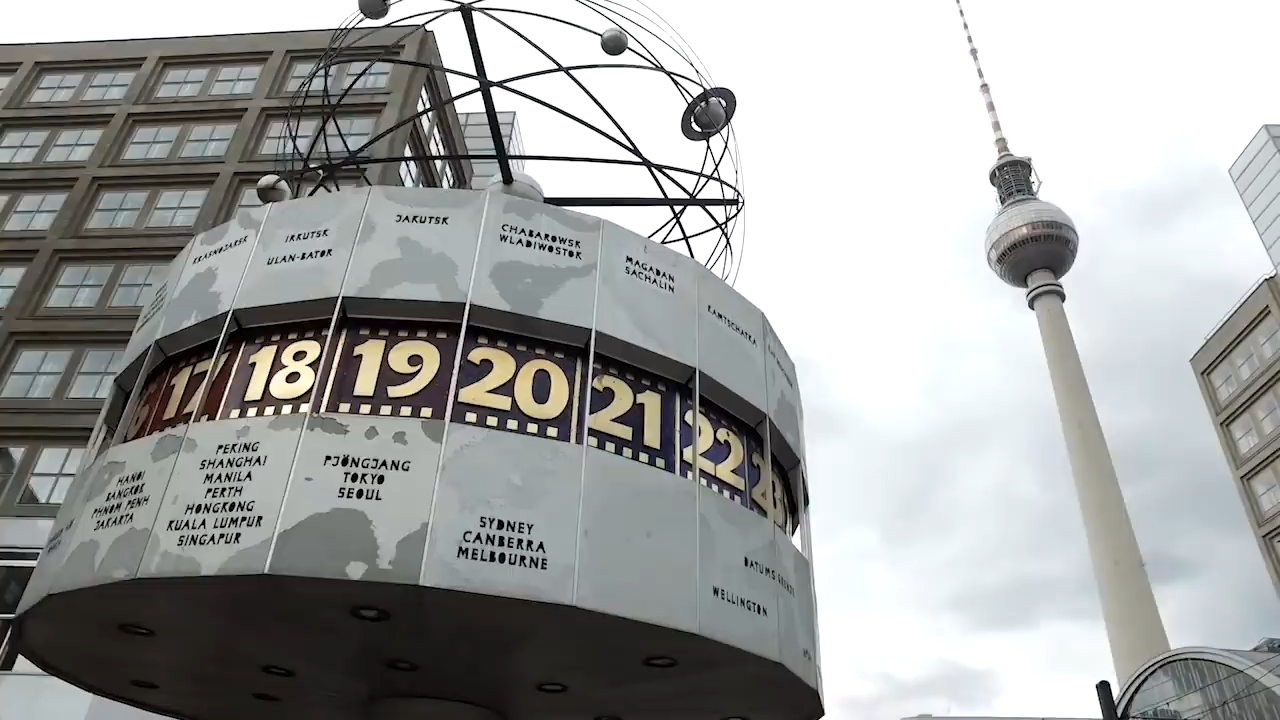 KRASNOJARSK
IRKUTSK
ULAN-BATOR
JAKUTSK
CHABAROWSK
WLADIWOSTOK
MAGADAN
SACHALIN
KAMTSCHATKA
17
18
19
20
21
22
HANOI
BANGKOK
PHNOM PENH
JAKARTA
PEKING
SHANGHAI
MANILA
PERTH
HONGKONG
KUALA LUMPUR
SINGAPUR
PJÖNGJANG
TOKYO
SEOUL
SYDNEY
CANBERRA
MELBOURNE
DATUMSGRENZE
WELLINGTON